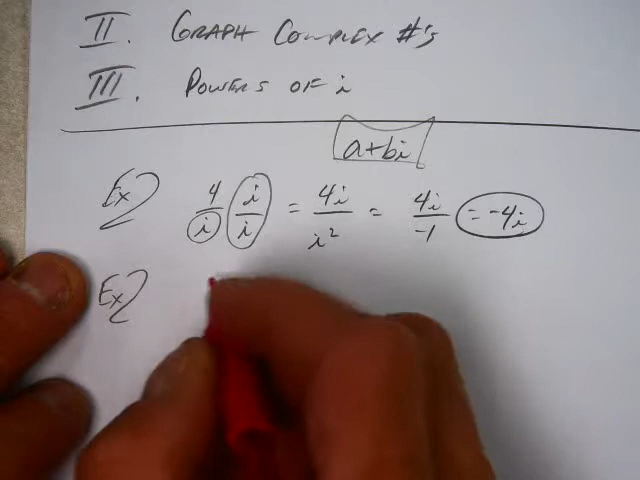 II. GRAPH COMPLEX #'s
III. POWERS OF i
a+bi
Ex) 4/i (i/i) = 4i/i² = 4i/-1 = -4i
Ex)